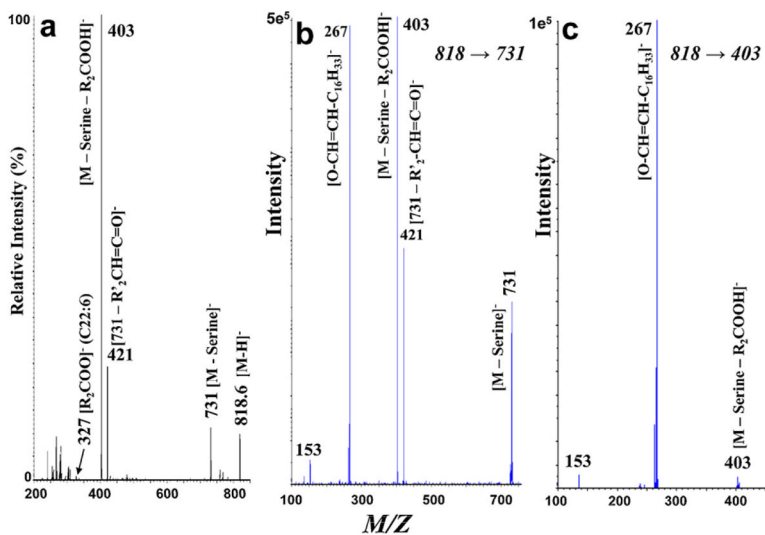 a
100
Relative Intensity (%)
0
403
[M – Serine – R₂COOH]⁻
327 [R₂COO]⁻ (C22:6)
421
[731 – R'₂CH=C=O]⁻
731 [M - Serine]⁻
818.6 [M-H]⁻
200
400
600
800
b
5e⁵
Intensity
818 → 731
153
267
[O-CH=CH-C₁₆H₃₃]⁻
403
[M – Serine – R₂COOH]⁻
421
[731 – R'₂-CH=C=O]⁻
[M – Serine]⁻
731
100
300
500
700
c
1e⁵
Intensity
818 → 403
153
267
[O-CH=CH-C₁₆H₃₃]⁻
[M – Serine – R₂COOH]⁻
403
100
200
300
400
M/Z